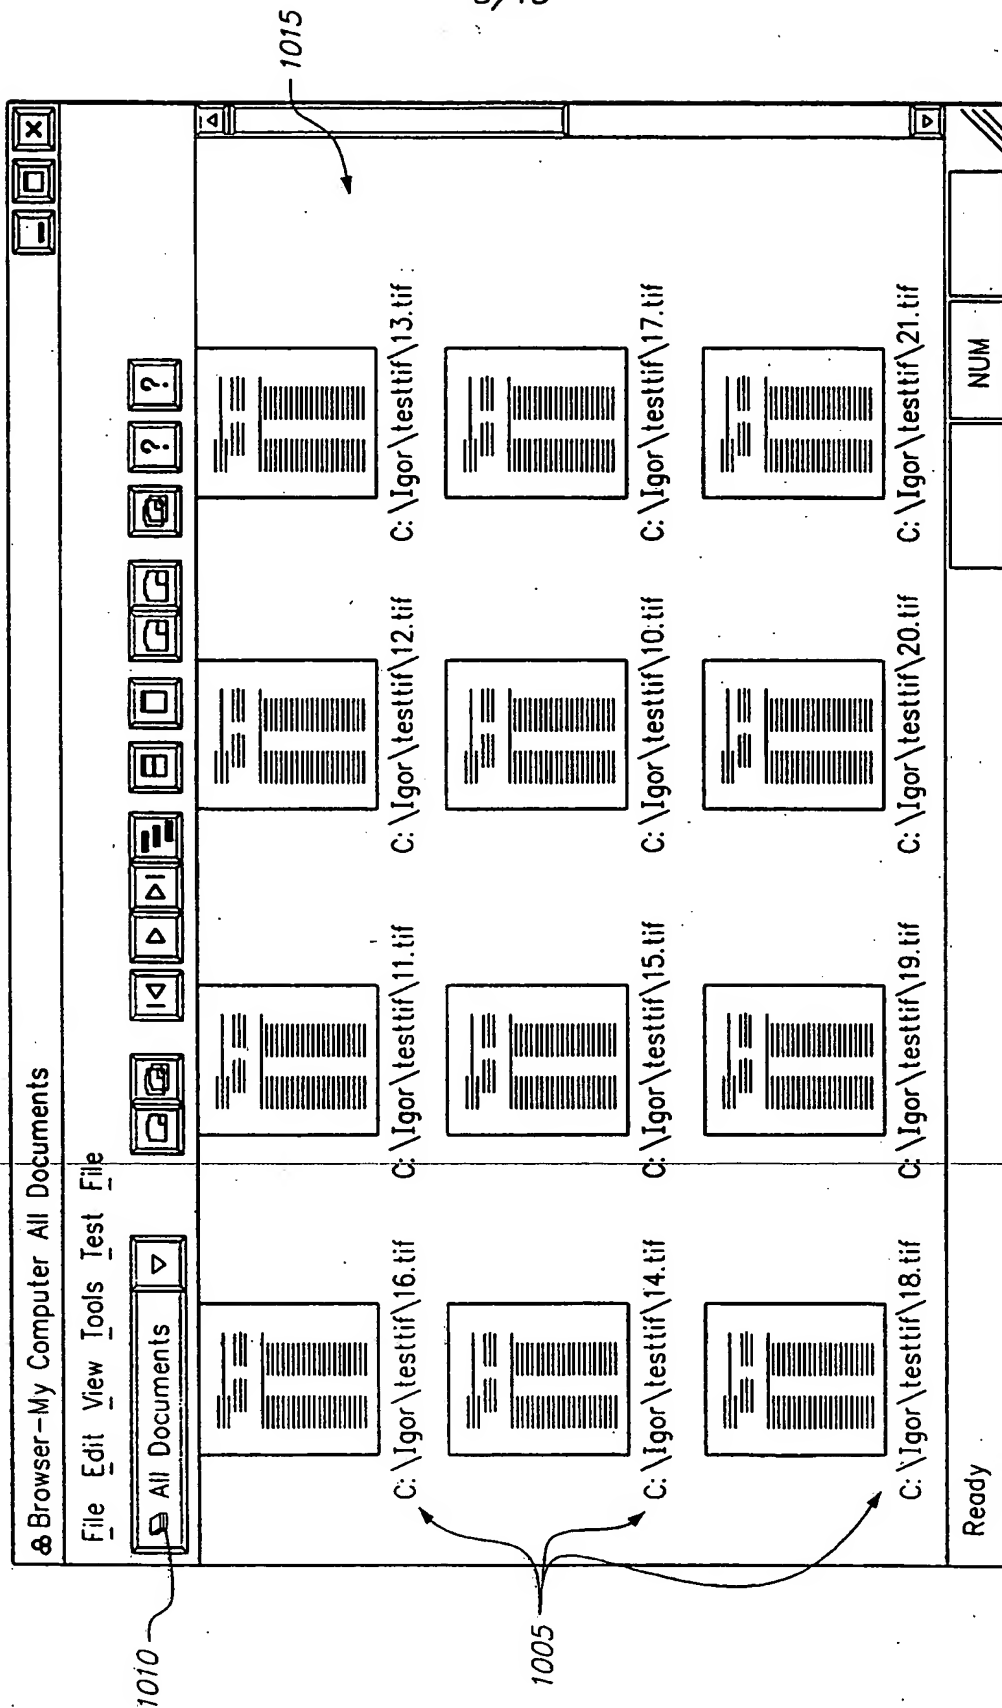 1015
& Browser–My Computer All Documents
File Edit View Tools Test File
All Documents
? ?
1010
C: \Igor\testtif\16.tif C: \Igor\testtif\11.tif C: \Igor\testtif\12.tif C: \Igor\testtif\13.tif
C: \Igor\testtif\14.tif C: \Igor\testtif\15.tif C: \Igor\testtif\10.tif C: \Igor\testtif\17.tif
1005
C: \Igor\testtif\18.tif C: \Igor\testtif\19.tif C: \Igor\testtif\20.tif C: \Igor\testtif\21.tif
Ready NUM